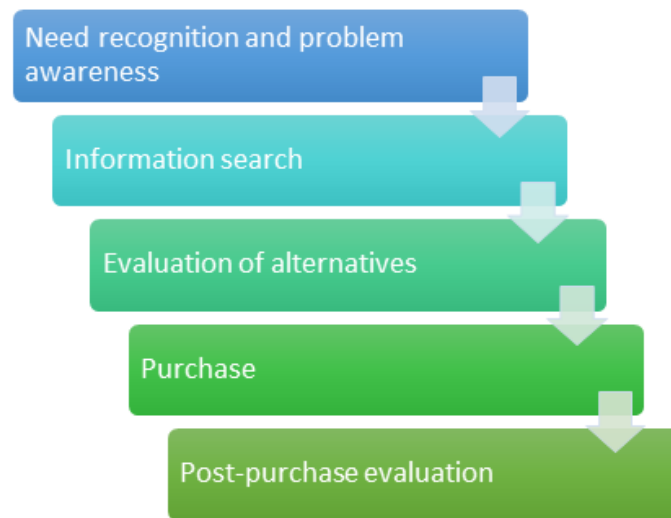 Need recognition and problem
awareness
Information search
Evaluation of alternatives
Purchase
Post-purchase evaluation